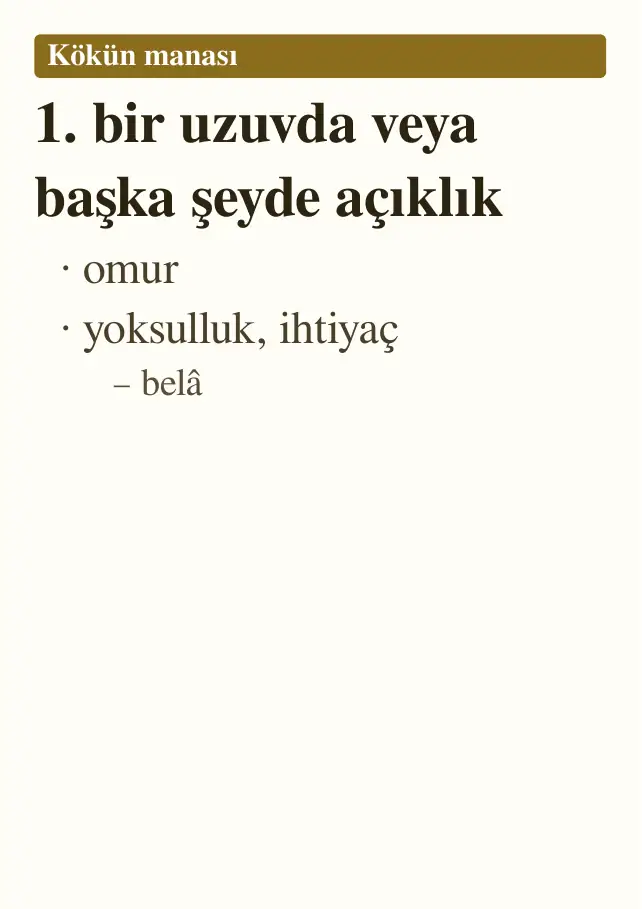 Kökün manası
1. bir uzuvda veya
başka şeyde açıklık
· omur
· yoksulluk, ihtiyaç
– belâ